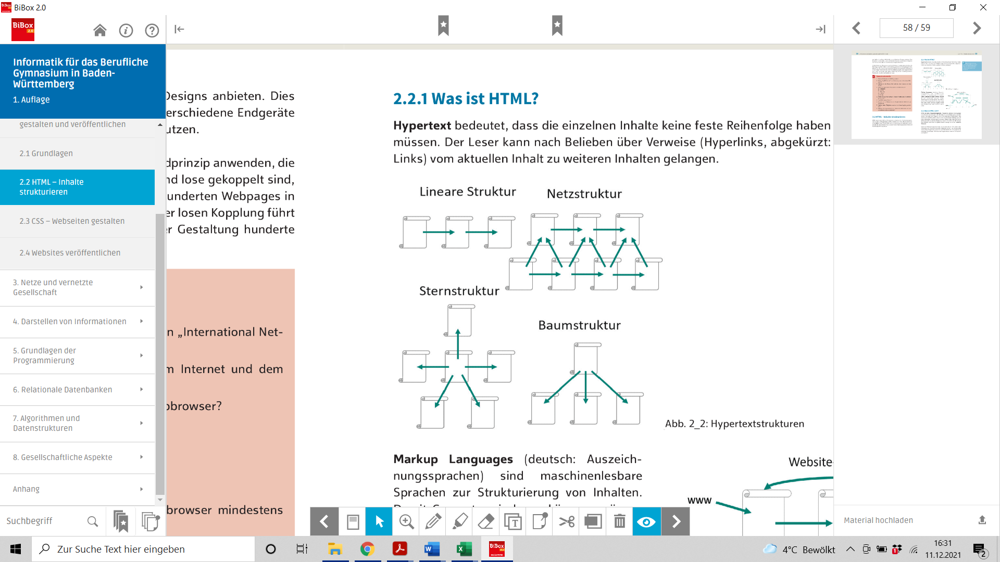 BiBox 2.0
BiBox
2.0
58 / 59
Informatik für das Berufliche
Gymnasium in Baden-
Württemberg
1. Auflage
gestalten und veröffentlichen
2.1 Grundlagen
2.2 HTML – Inhalte
strukturieren
2.3 CSS – Webseiten gestalten
2.4 Websites veröffentlichen
3. Netze und vernetzte
Gesellschaft
4. Darstellen von Informationen
5. Grundlagen der
Programmierung
6. Relationale Datenbanken
7. Algorithmen und
Datenstrukturen
8. Gesellschaftliche Aspekte
Anhang
Suchbegriff
Designs anbieten. Dies
erschiedene Endgeräte
utzen.
dprinzip anwenden, die
nd lose gekoppelt sind,
underten Webpages in
er losen Kopplung führt
r Gestaltung hunderte
n „International Net-
m Internet und dem
bbrowser?
browser mindestens
2.2.1 Was ist HTML?
Hypertext bedeutet, dass die einzelnen Inhalte keine feste Reihenfolge haben
müssen. Der Leser kann nach Belieben über Verweise (Hyperlinks, abgekürzt:
Links) vom aktuellen Inhalt zu weiteren Inhalten gelangen.
Lineare Struktur
Netzstruktur
Sternstruktur
Baumstruktur
Abb. 2_2: Hypertextstrukturen
Markup Languages (deutsch: Auszeich-
nungssprachen) sind maschinenlesbare
Sprachen zur Strukturierung von Inhalten.
Website-
www
Material hochladen
Zur Suche Text hier eingeben
4°C Bewölkt
16:31
11.12.2021
2